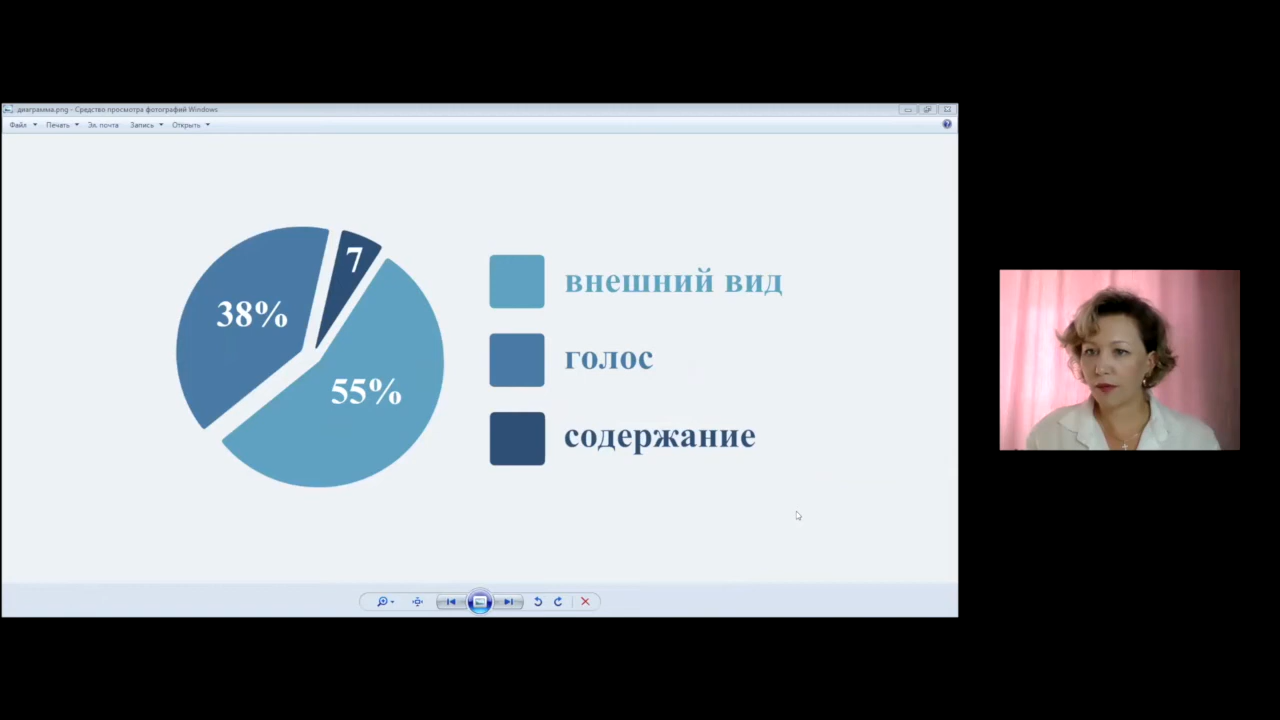 диаграмма.png - Средство просмотра фотографий Windows
Файл Печать Эл. почта Запись Открыть
7
38%
55%
внешний вид
голос
содержание